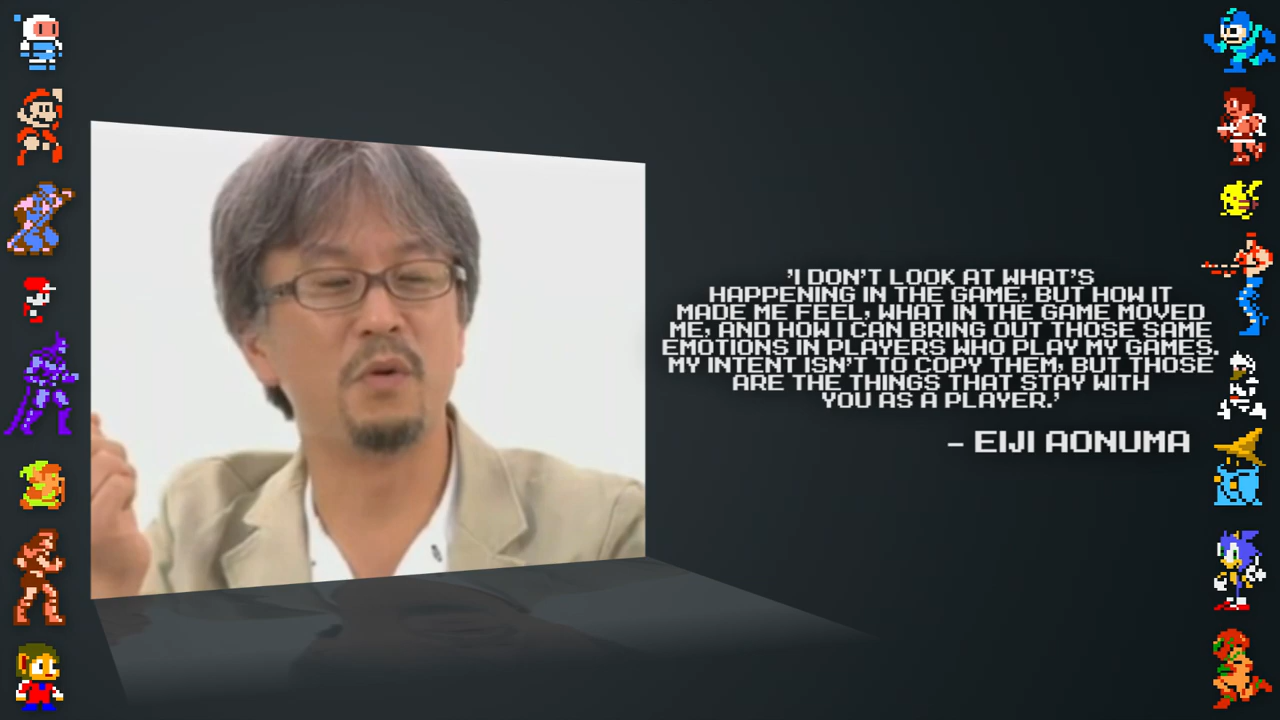 'I DON'T LOOK AT WHAT'S
HAPPENING IN THE GAME, BUT HOW IT
MADE ME FEEL, WHAT IN THE GAME MOVED
ME, AND HOW I CAN BRING OUT THOSE SAME
EMOTIONS IN PLAYERS WHO PLAY MY GAMES.
MY INTENT ISN'T TO COPY THEM, BUT THOSE
ARE THE THINGS THAT STAY WITH
YOU AS A PLAYER.'
– EIJI AONUMA